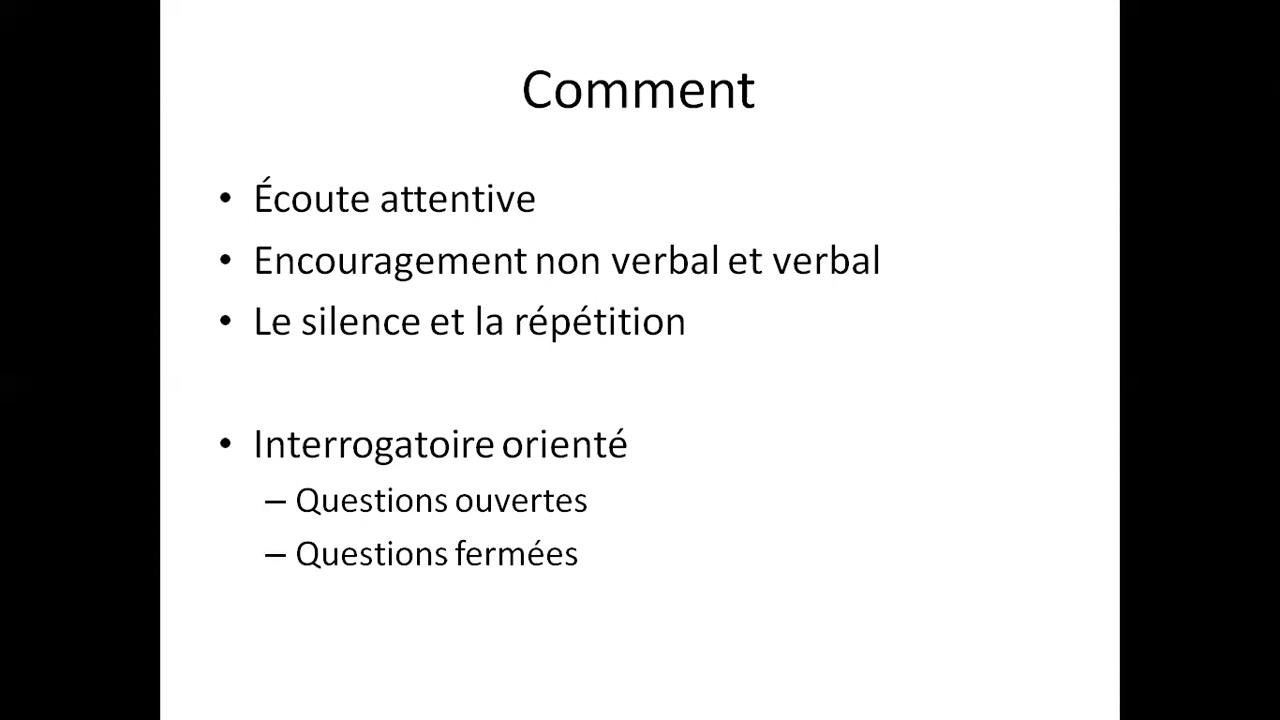 Comment
• Écoute attentive
• Encouragement non verbal et verbal
• Le silence et la répétition
• Interrogatoire orienté
– Questions ouvertes
– Questions fermées